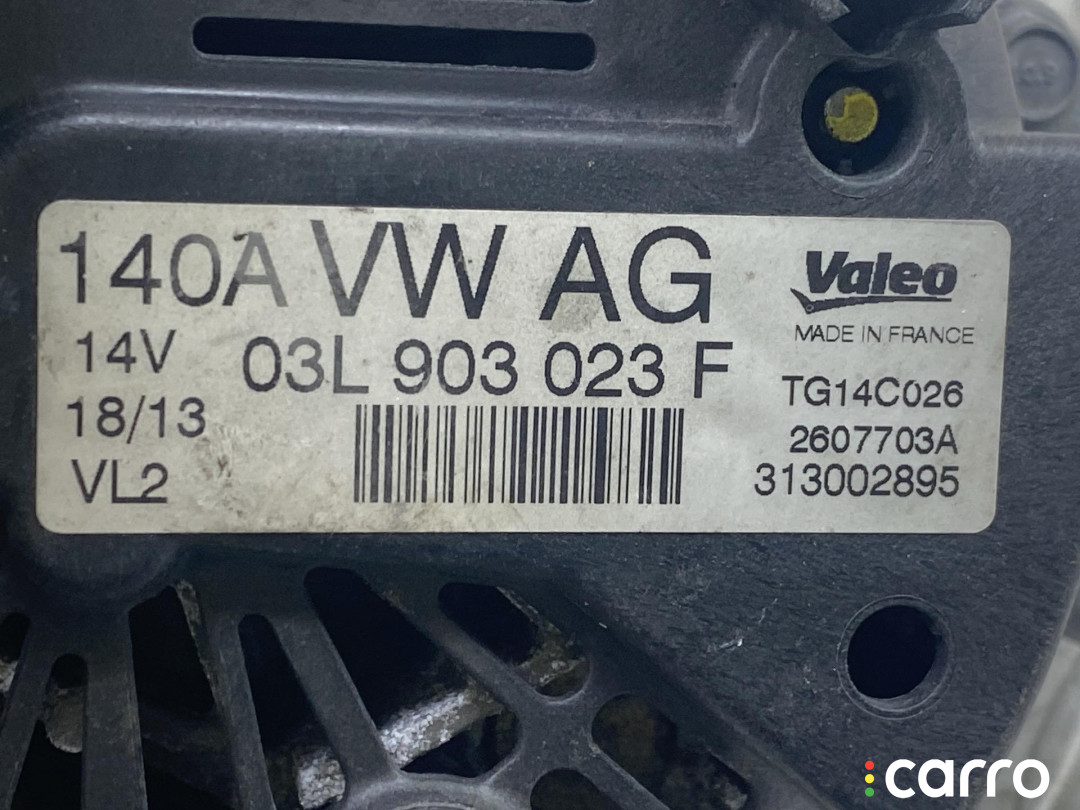 140A VW AG
14V
03L 903 023 F
18/13
VL2
Valeo
MADE IN FRANCE
TG14C026
2607703A
313002895
carro